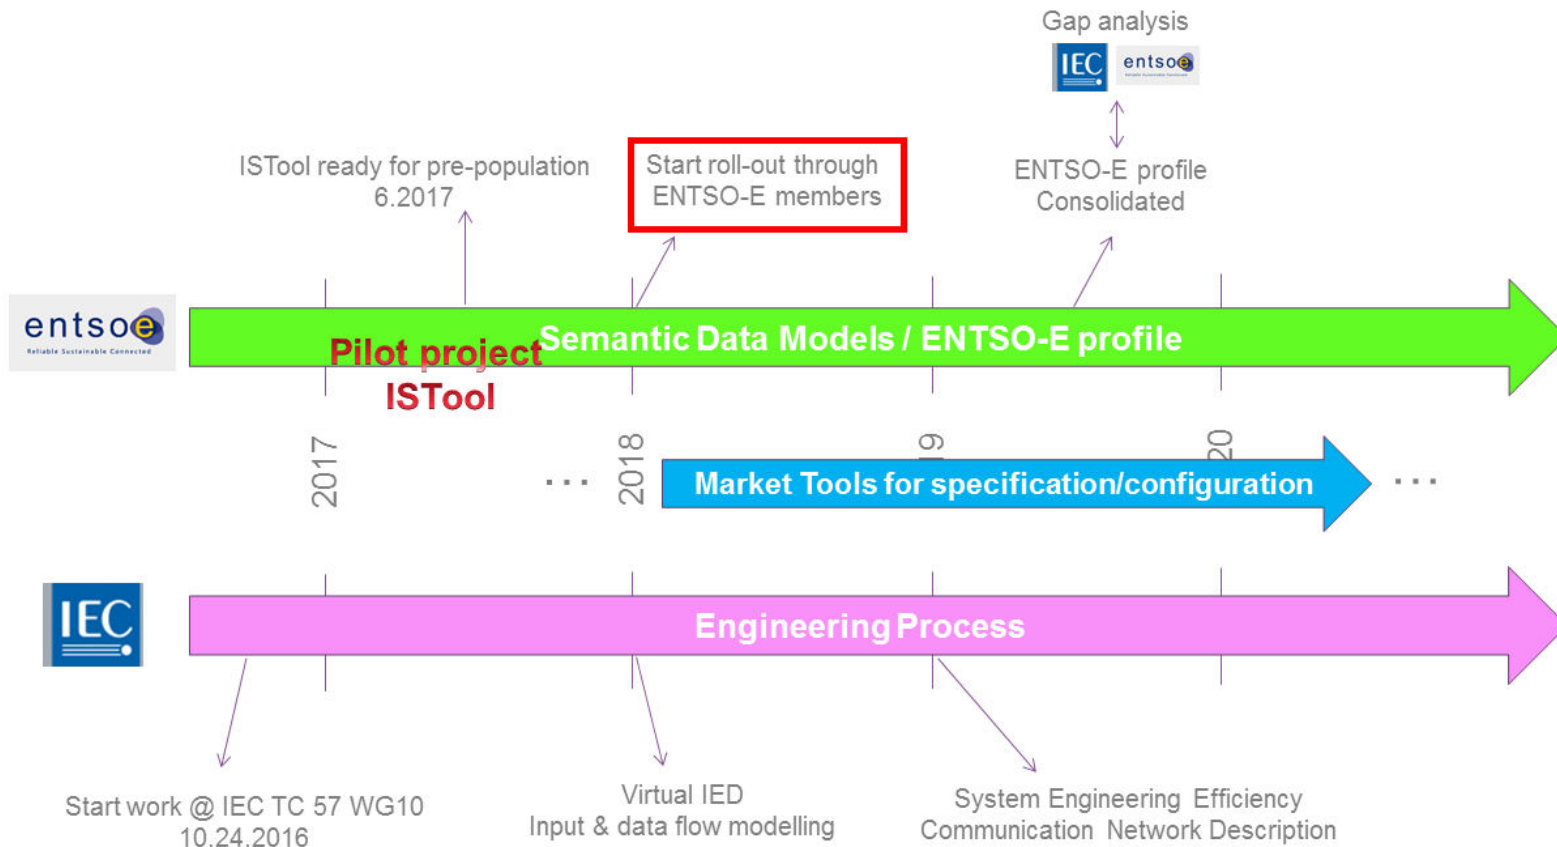 Gap analysis
IEC
entsoe
Reliable Sustainable Connected
ISTool ready for pre-population
6.2017
Start roll-out through
ENTSO-E members
ENTSO-E profile
Consolidated
entsoe
Reliable Sustainable Connected
Semantic Data Models / ENTSO-E profile
Pilot project
ISTool
2017
...
2018
19
20
Market Tools for specification/configuration
...
IEC
Engineering Process
Start work @ IEC TC 57 WG10
10.24.2016
Virtual IED
Input & data flow modelling
System Engineering Efficiency
Communication Network Description